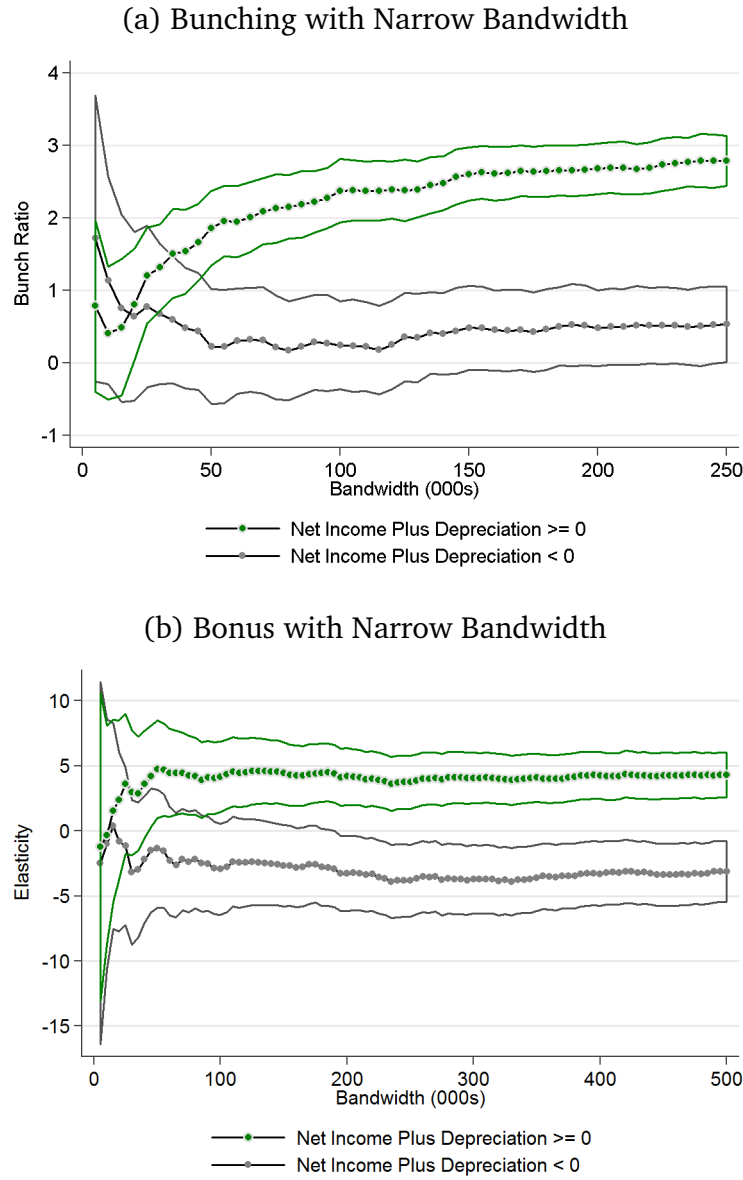 (a) Bunching with Narrow Bandwidth
4
3
2
1
0
-1
Bunch Ratio
0 50 100 150 200 250
Bandwidth (000s)
Net Income Plus Depreciation >= 0
Net Income Plus Depreciation < 0
(b) Bonus with Narrow Bandwidth
10
5
0
-5
-10
-15
Elasticity
0 100 200 300 400 500
Bandwidth (000s)
Net Income Plus Depreciation >= 0
Net Income Plus Depreciation < 0